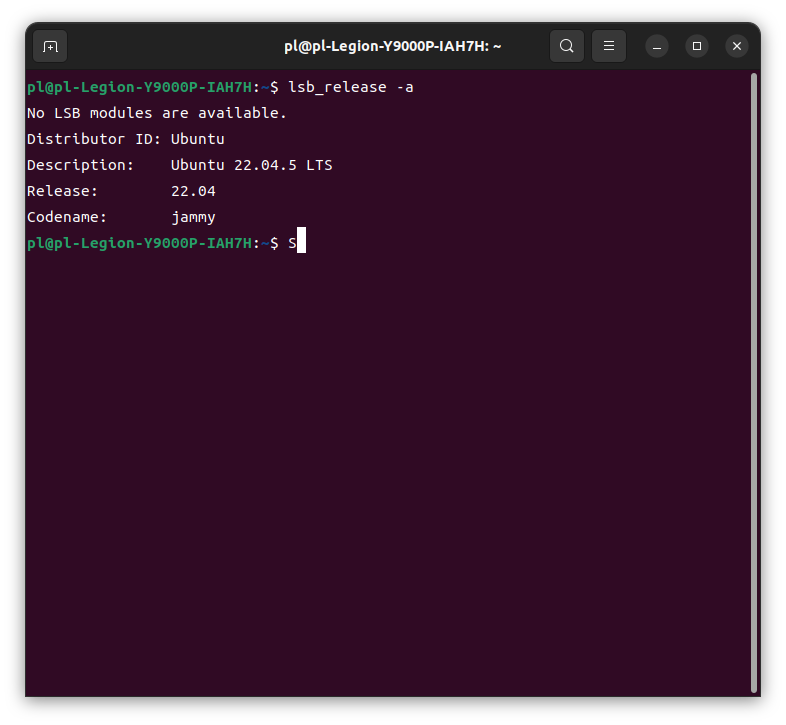 pl@pl-Legion-Y9000P-IAH7H: ~
pl@pl-Legion-Y9000P-IAH7H:~$ lsb_release -a
No LSB modules are available.
Distributor ID: Ubuntu
Description:    Ubuntu 22.04.5 LTS
Release:        22.04
Codename:       jammy
pl@pl-Legion-Y9000P-IAH7H:~$ S